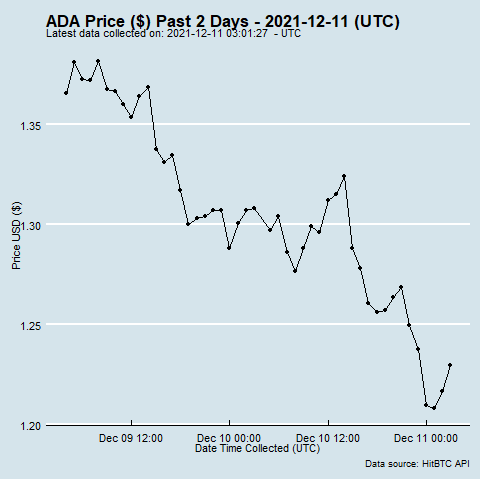 ADA Price ($) Past 2 Days - 2021-12-11 (UTC)
Latest data collected on: 2021-12-11 03:01:27 - UTC
1.35
1.30
1.25
1.20
Price USD ($)
Dec 09 12:00
Dec 10 00:00
Dec 10 12:00
Dec 11 00:00
Date Time Collected (UTC)
Data source: HitBTC API